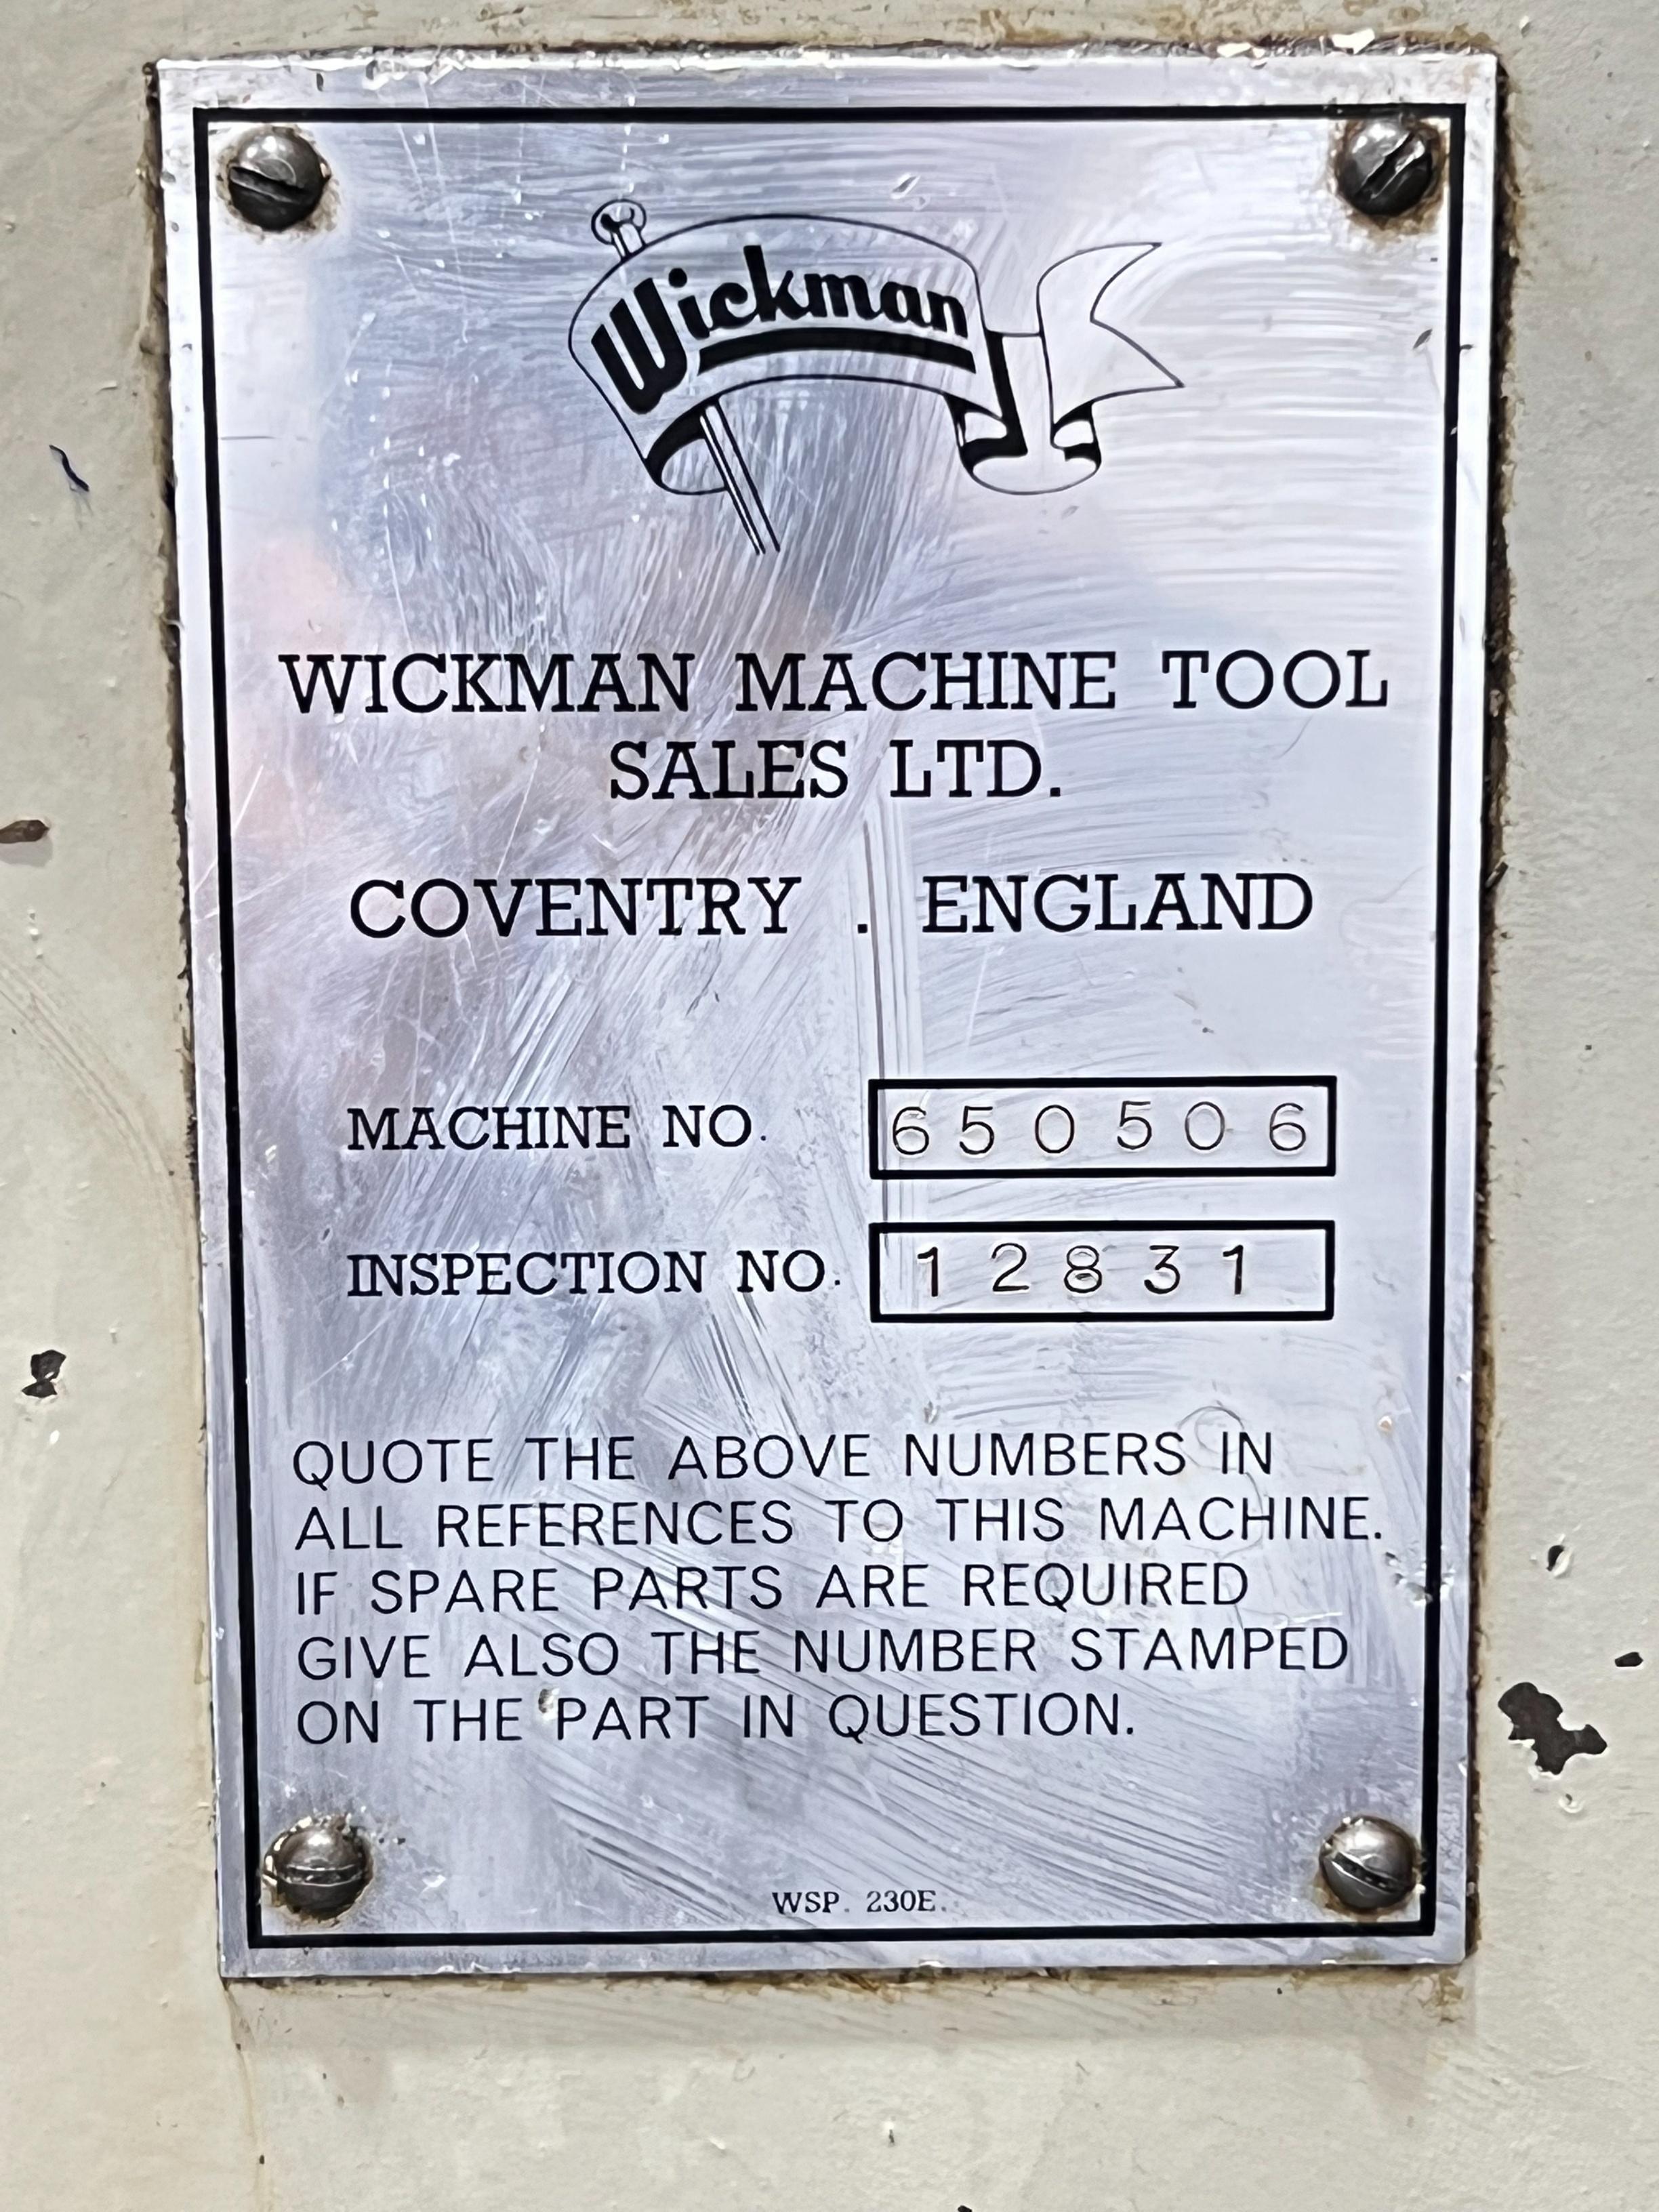 Wickman
WICKMAN MACHINE TOOL
SALES LTD.
COVENTRY . ENGLAND
MACHINE NO. 650506
INSPECTION NO. 12831
QUOTE THE ABOVE NUMBERS IN
ALL REFERENCES TO THIS MACHINE.
IF SPARE PARTS ARE REQUIRED
GIVE ALSO THE NUMBER STAMPED
ON THE PART IN QUESTION.
WSP. 230E.